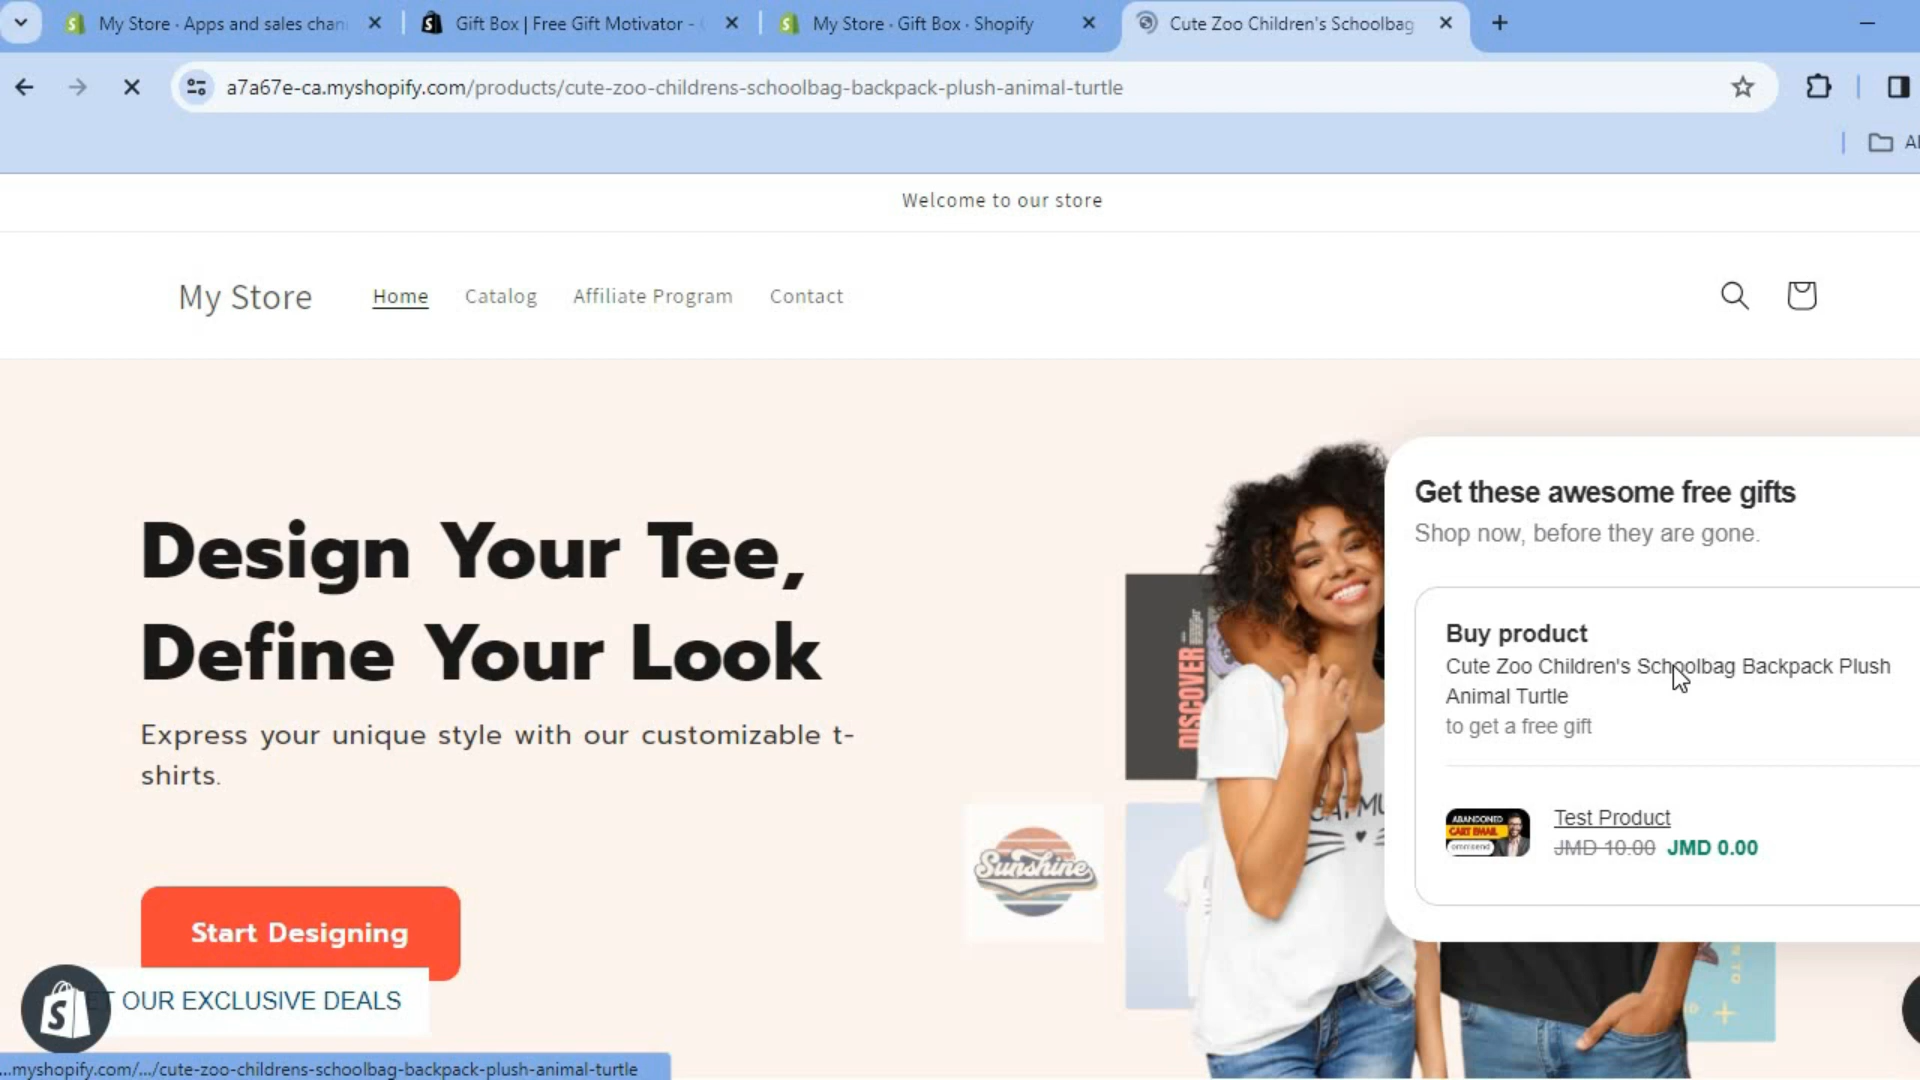 My Store · Apps and sales chan
Gift Box | Free Gift Motivator -
My Store · Gift Box · Shopify
Cute Zoo Children's Schoolbag
a7a67e-ca.myshopify.com/products/cute-zoo-childrens-schoolbag-backpack-plush-animal-turtle
Al
Welcome to our store
My Store
Home
Catalog
Affiliate Program
Contact
Design Your Tee,
Define Your Look
Express your unique style with our customizable t-
shirts.
Start Designing
OUR EXCLUSIVE DEALS
DISCOVER
Sunshine
Get these awesome free gifts
Shop now, before they are gone.
Buy product
Cute Zoo Children's Schoolbag Backpack Plush
Animal Turtle
to get a free gift
ABANDONED
CART EMAIL
omnisend
Test Product
JMD 10.00 JMD 0.00
...myshopify.com/.../cute-zoo-childrens-schoolbag-backpack-plush-animal-turtle